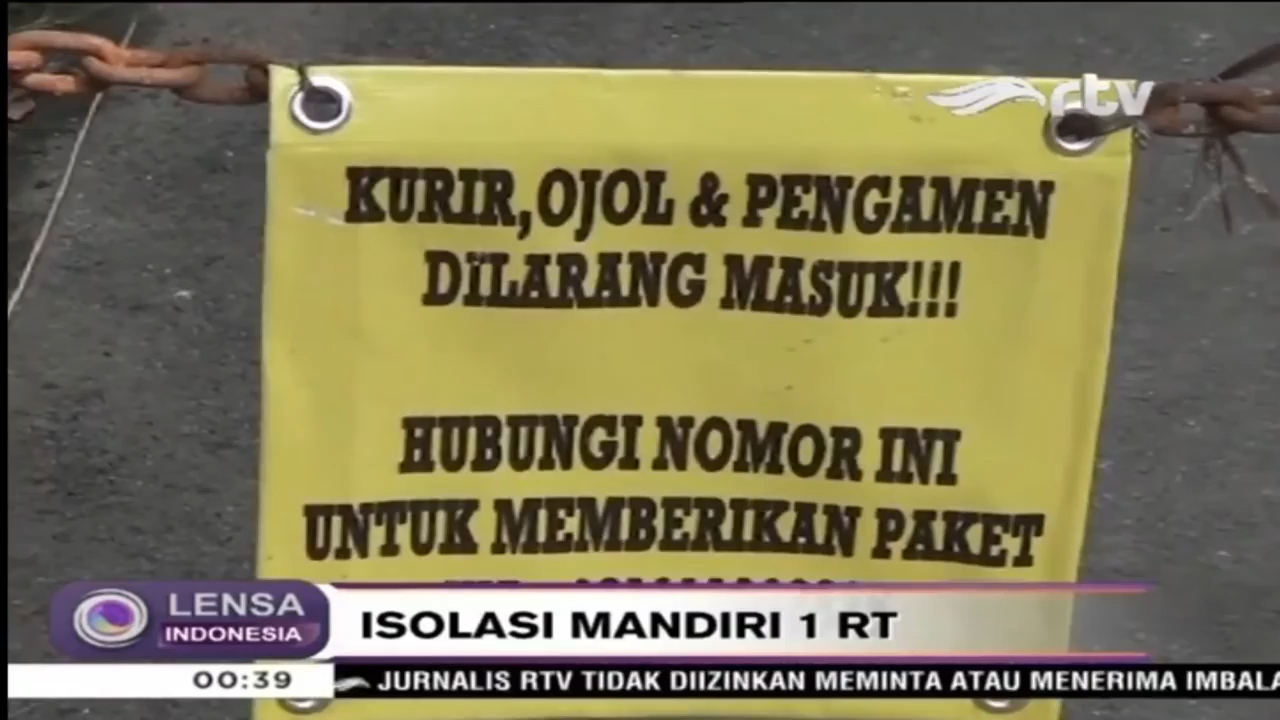 rtv
KURIR, OJOL & PENGAMEN
DILARANG MASUK!!!
HUBUNGI NOMOR INI
UNTUK MEMBERIKAN PAKET
LENSA
INDONESIA
ISOLASI MANDIRI 1 RT
00:39
JURNALIS RTV TIDAK DIIZINKAN MEMINTA ATAU MENERIMA